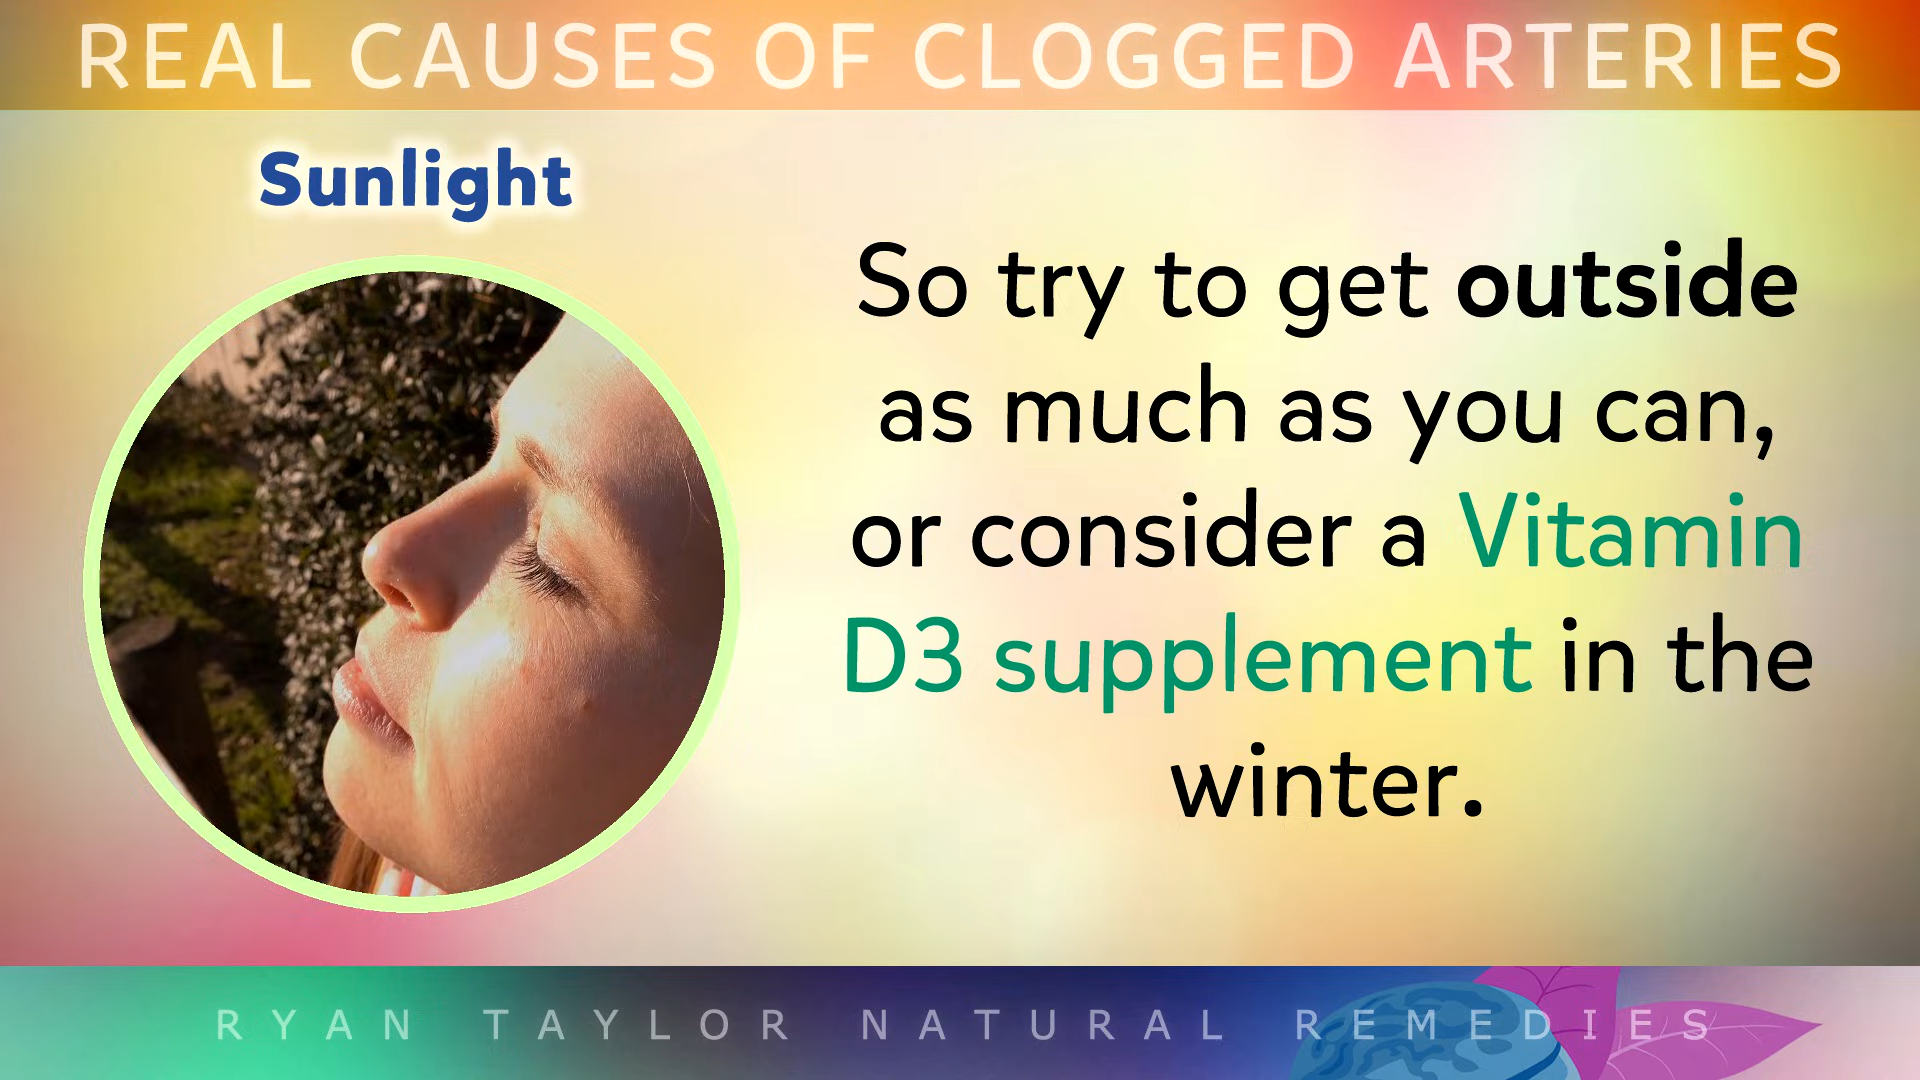 REAL CAUSES OF CLOGGED ARTERIES
Sunlight
So try to get outside
as much as you can,
or consider a Vitamin
D3 supplement in the
winter.
RYAN TAYLOR NATURAL REMEDIES